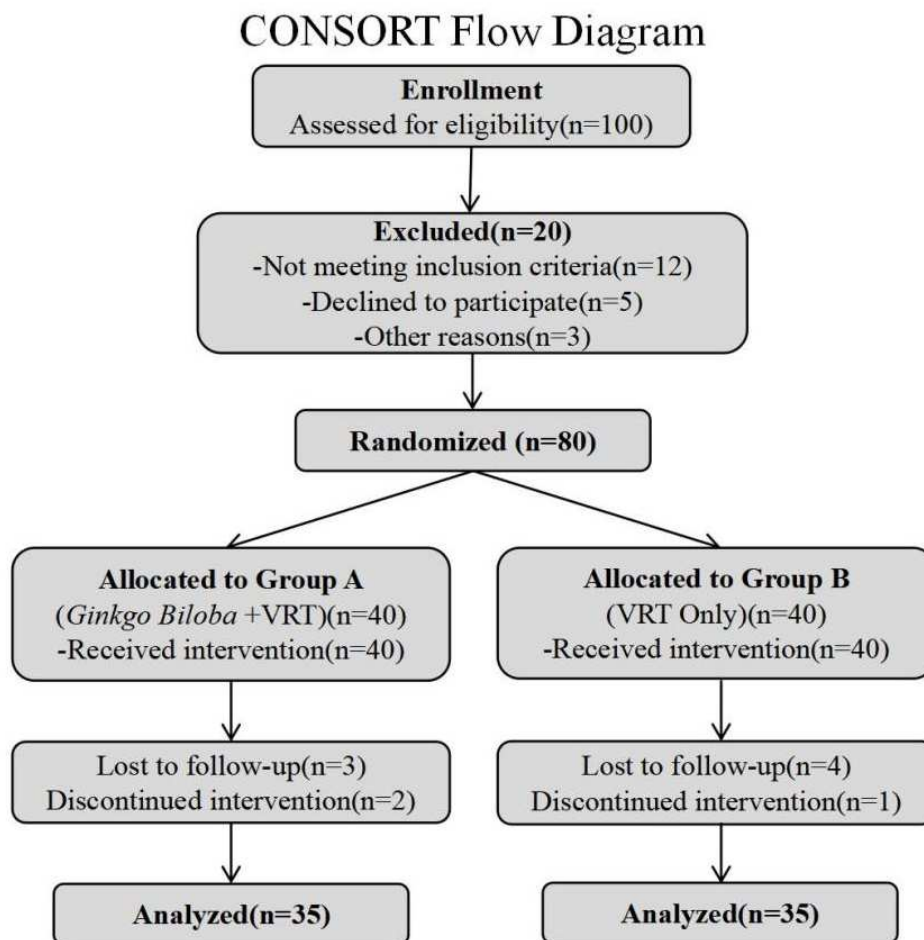 CONSORT Flow Diagram
Enrollment
Assessed for eligibility(n=100)
Excluded(n=20)
-Not meeting inclusion criteria(n=12)
-Declined to participate(n=5)
-Other reasons(n=3)
Randomized (n=80)
Allocated to Group A
(Ginkgo Biloba +VRT)(n=40)
-Received intervention(n=40)
Allocated to Group B
(VRT Only)(n=40)
-Received intervention(n=40)
Lost to follow-up(n=3)
Discontinued intervention(n=2)
Lost to follow-up(n=4)
Discontinued intervention(n=1)
Analyzed(n=35)
Analyzed(n=35)